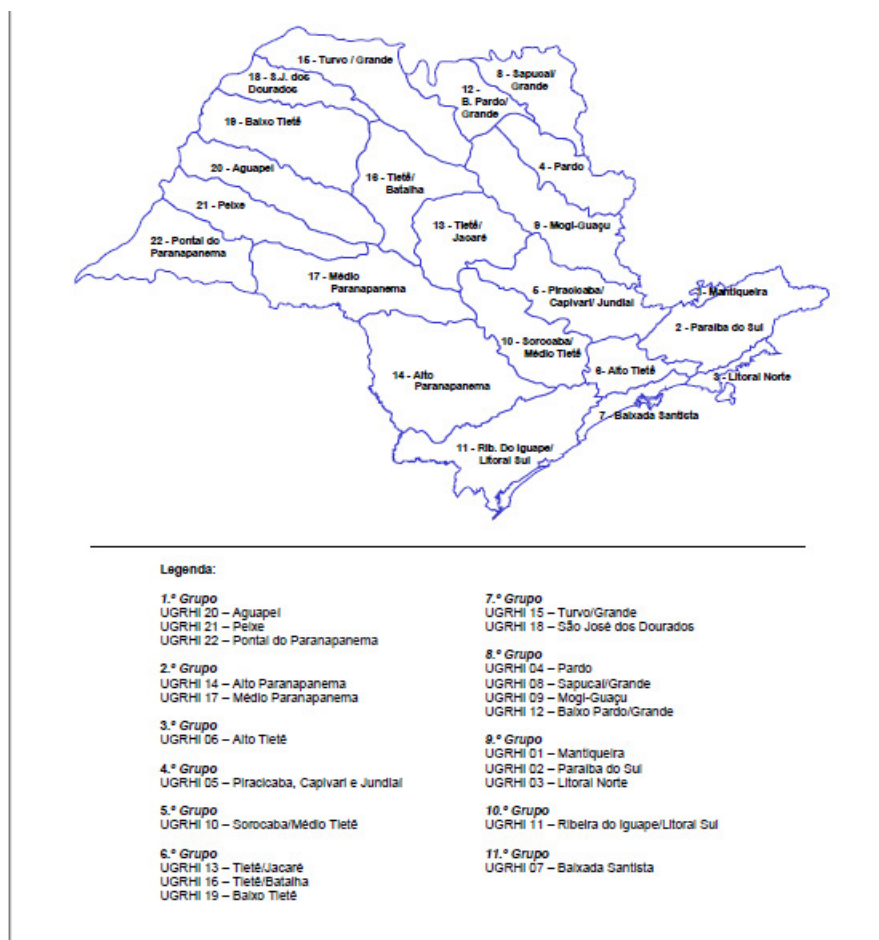 15 - Turvo / Grande
8 - Sapucaí/
Grande
18 - S.J. dos
Dourados
12 -
B. Pardo/
Grande
19 - Baixo Tietê
4 - Pardo
20 - Aguapeí
16 - Tietê/
Batalha
21 - Peixe
13 - Tietê/
Jacaré
9 - Mogi-Guaçu
22 - Pontal do
Paranapanema
17 - Médio
Paranapanema
5 - Piracicaba/
Capivari/ Jundiaí
- Mantiqueira
2 - Paraíba do Sul
10 - Sorocaba/
Médio Tietê
6- Alto Tietê
14 - Alto
Paranapanema
3 - Litoral Norte
7 - Baixada Santista
11 - Rib. Do Iguape/
Litoral Sul
Legenda:
1.º Grupo
UGRHI 20 – Aguapeí
UGRHI 21 – Peixe
UGRHI 22 – Pontal do Paranapanema
2.º Grupo
UGRHI 14 – Alto Paranapanema
UGRHI 17 – Médio Paranapanema
3.º Grupo
UGRHI 06 – Alto Tietê
4.º Grupo
UGRHI 05 – Piracicaba, Capivari e Jundiaí
5.º Grupo
UGRHI 10 – Sorocaba/Médio Tietê
6.º Grupo
UGRHI 13 – Tietê/Jacaré
UGRHI 16 – Tietê/Batalha
UGRHI 19 – Baixo Tietê
7.º Grupo
UGRHI 15 – Turvo/Grande
UGRHI 18 – São José dos Dourados
8.º Grupo
UGRHI 04 – Pardo
UGRHI 08 – Sapucaí/Grande
UGRHI 09 – Mogi-Guaçu
UGRHI 12 – Baixo Pardo/Grande
9.º Grupo
UGRHI 01 – Mantiqueira
UGRHI 02 – Paraíba do Sul
UGRHI 03 – Litoral Norte
10.º Grupo
UGRHI 11 – Ribeira do Iguape/Litoral Sul
11.º Grupo
UGRHI 07 – Baixada Santista